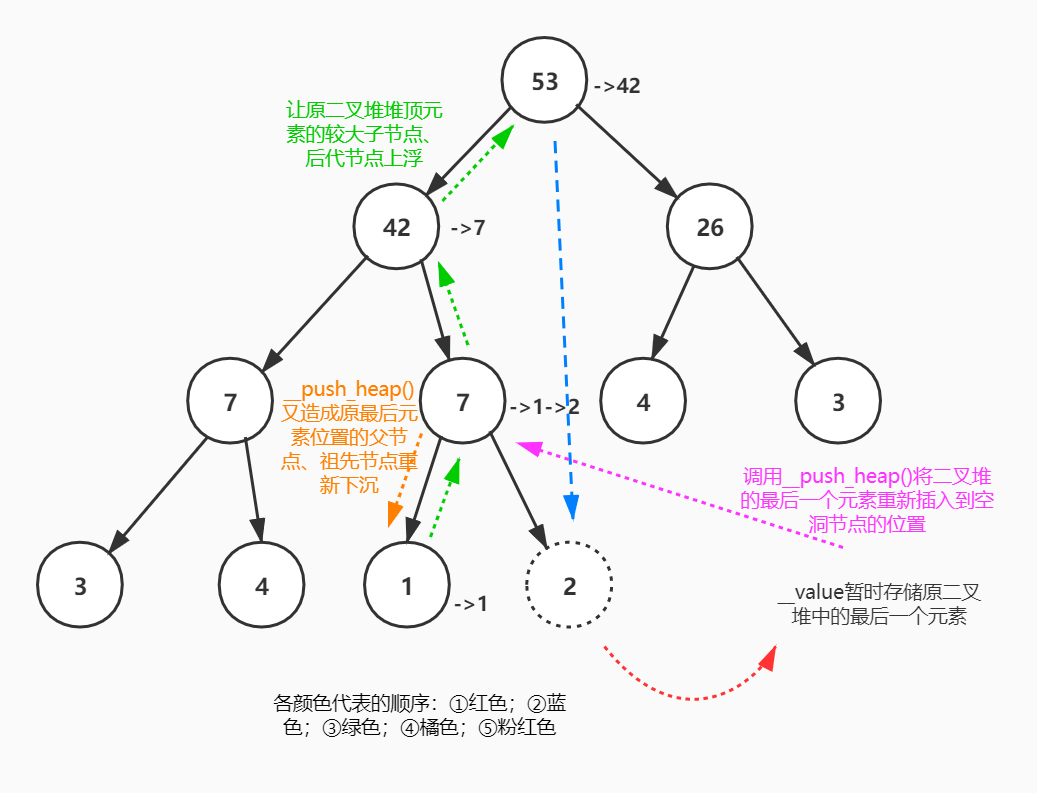 53
->42
让原二叉堆堆顶元
素的较大子节点、
后代节点上浮
42
->7
26
7
__push_heap()
又造成原最后元
素位置的父节
点、祖先节点重
新下沉
7
->1->2
4
3
调用__push_heap()将二叉堆
的最后一个元素重新插入到空
洞节点的位置
3
4
1
->1
2
__value暂时存储原二叉
堆中的最后一个元素
各颜色代表的顺序：①红色；②蓝
色；③绿色；④橘色；⑤粉红色